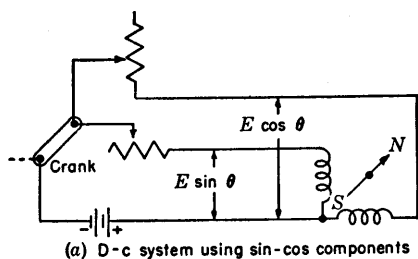 E cos θ
N
Crank
E sin θ
S
- +
(a) D-c system using sin-cos components